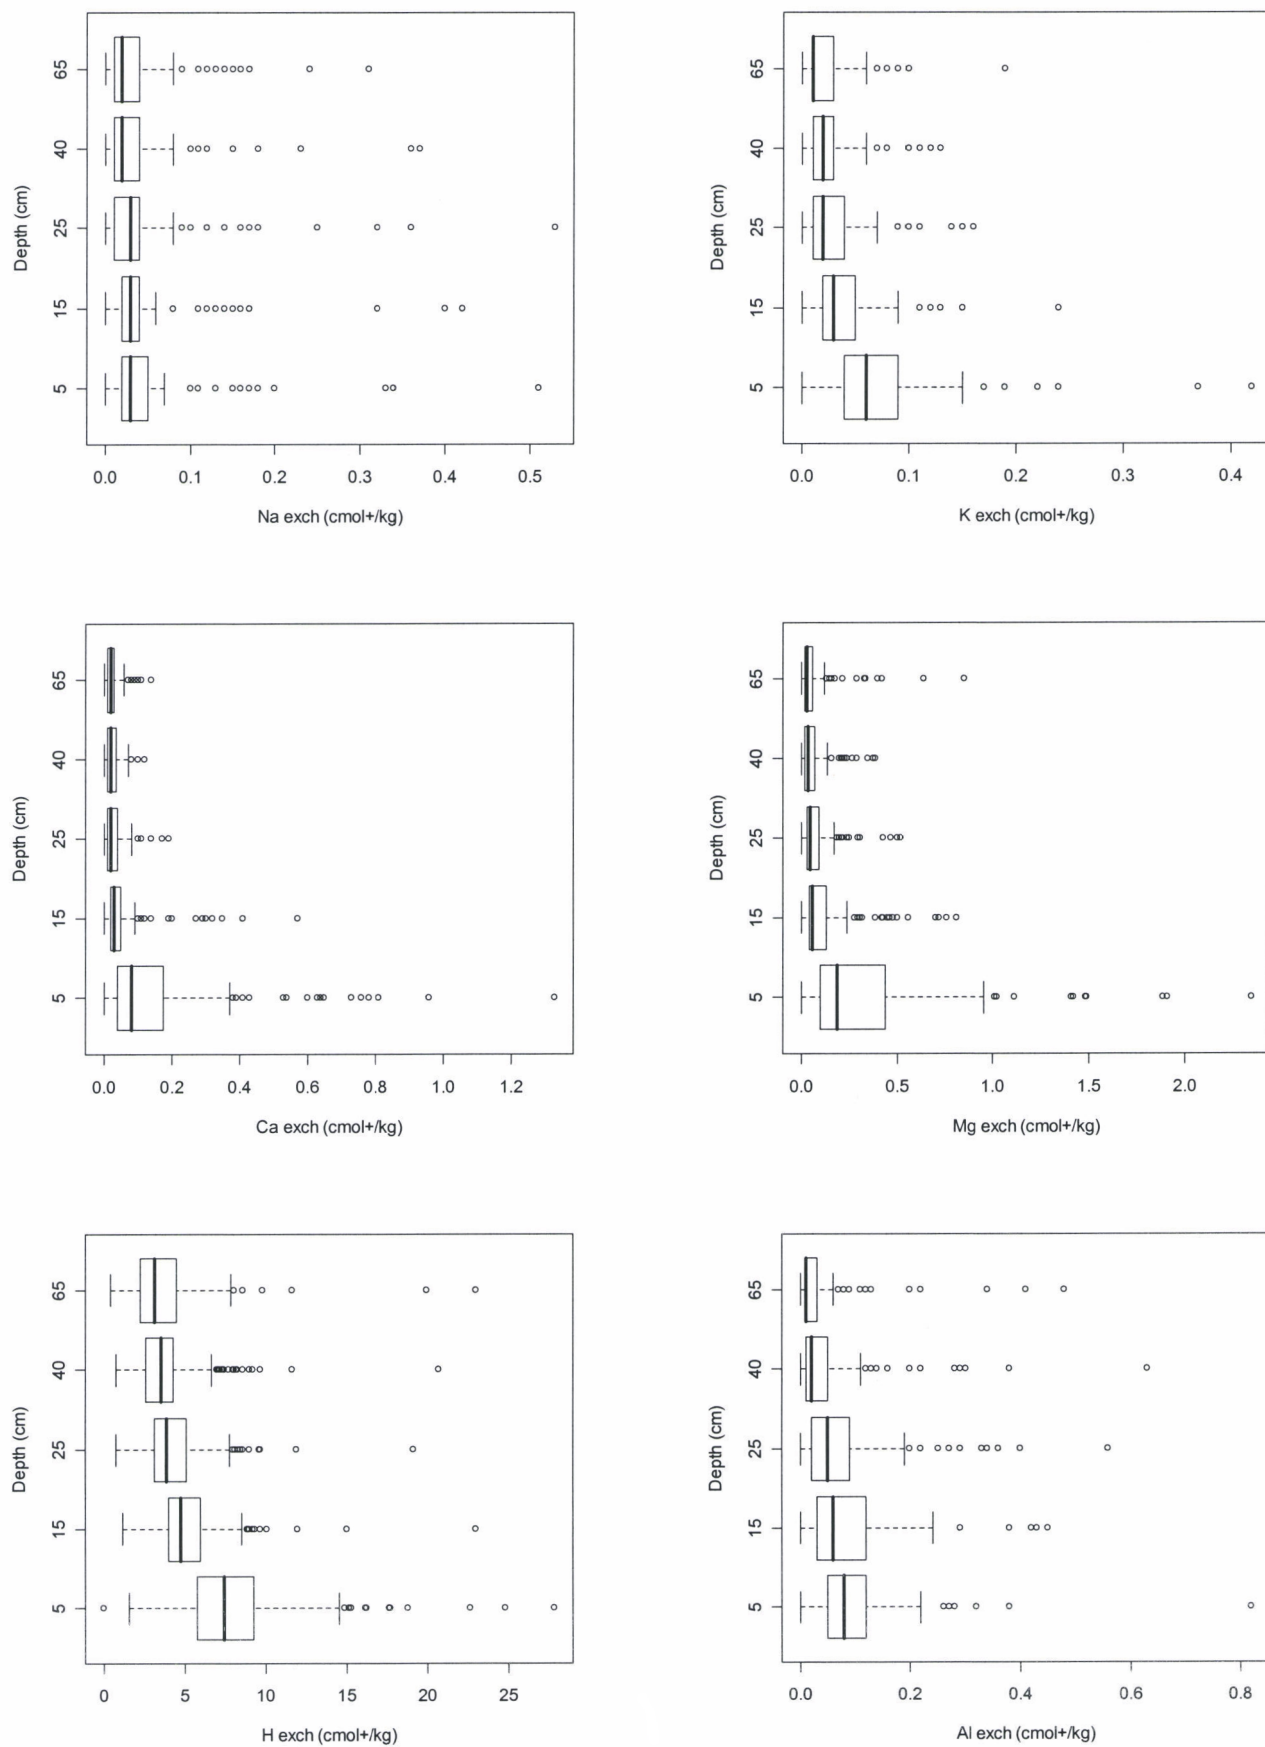 65
40
25
15
5
Depth (cm)
0.0 0.1 0.2 0.3 0.4 0.5
Na exch (cmol+/kg)
65
40
25
15
5
Depth (cm)
0.0 0.1 0.2 0.3 0.4
K exch (cmol+/kg)
65
40
25
15
5
Depth (cm)
0.0 0.2 0.4 0.6 0.8 1.0 1.2
Ca exch (cmol+/kg)
65
40
25
15
5
Depth (cm)
0.0 0.5 1.0 1.5 2.0
Mg exch (cmol+/kg)
65
40
25
15
5
Depth (cm)
0 5 10 15 20 25
H exch (cmol+/kg)
65
40
25
15
5
Depth (cm)
0.0 0.2 0.4 0.6 0.8
Al exch (cmol+/kg)